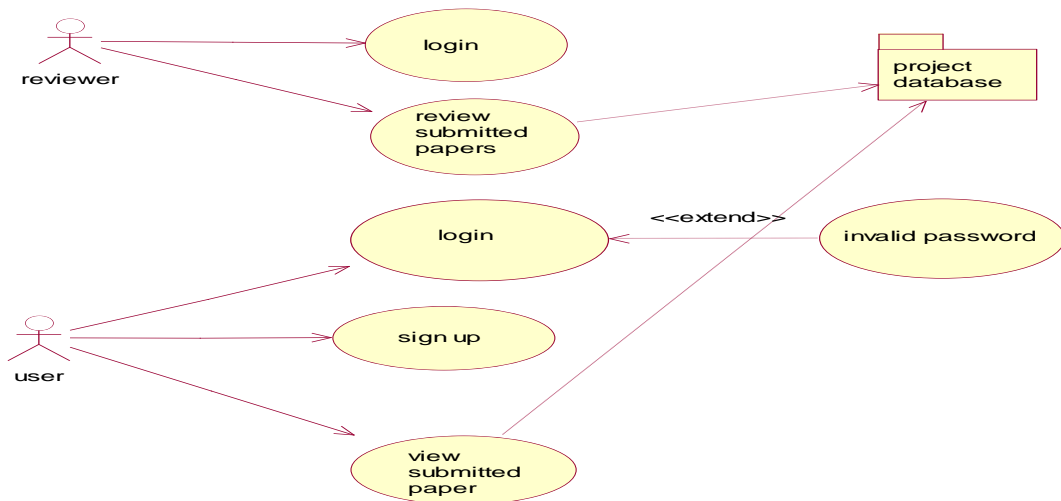 login
reviewer
project
database
review
submitted
papers
<<extend>>
login
invalid password
sign up
user
view
submitted
paper